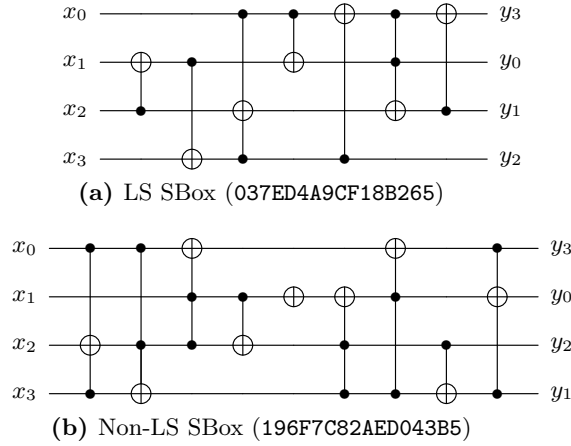 x₀ y₃
x₁ y₀
x₂ y₁
x₃ y₂
(a) LS SBox (037ED4A9CF18B265)
x₀ y₃
x₁ y₀
x₂ y₂
x₃ y₁
(b) Non-LS SBox (196F7C82AED043B5)